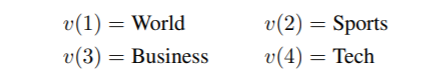 v(1) = World v(2) = Sports
v(3) = Business v(4) = Tech